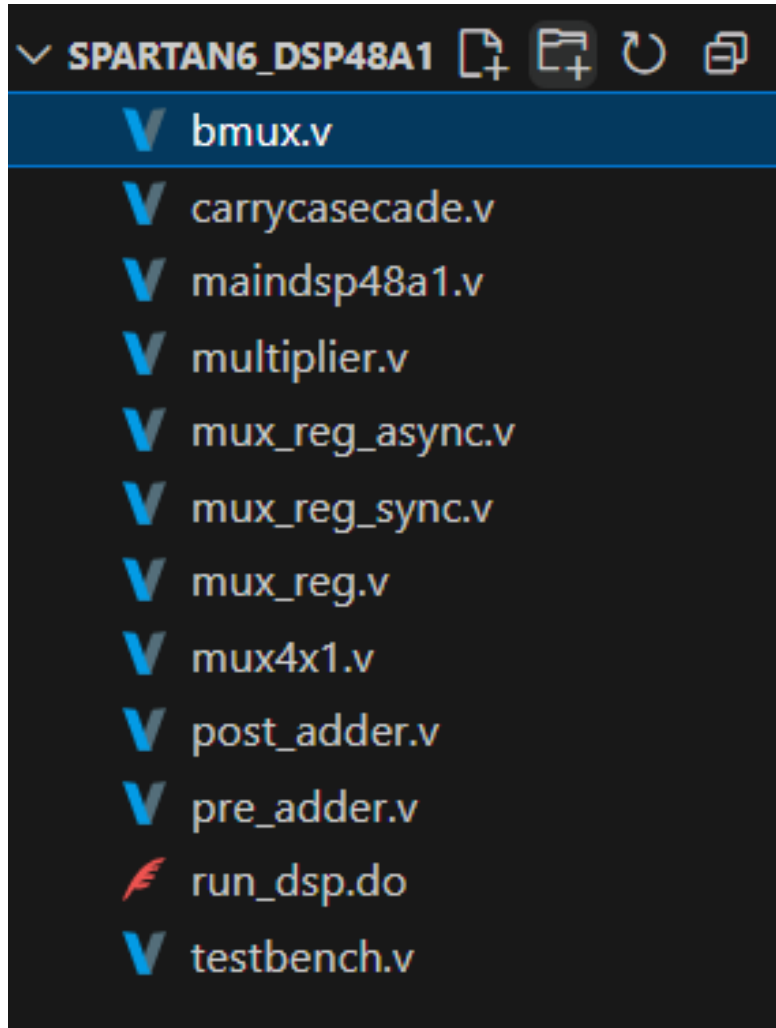 SPARTAN6_DSP48A1
bmux.v
carrycasecade.v
maindsp48a1.v
multiplier.v
mux_reg_async.v
mux_reg_sync.v
mux_reg.v
mux4x1.v
post_adder.v
pre_adder.v
run_dsp.do
testbench.v